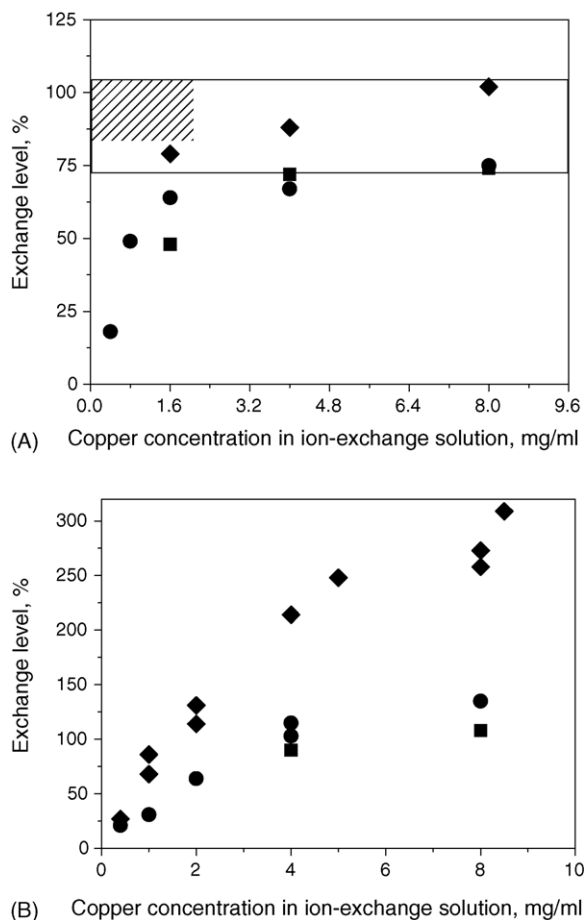 125
100
75
50
25
0
Exchange level, %
0.0 1.6 3.2 4.8 6.4 8.0 9.6
(A) Copper concentration in ion-exchange solution, mg/ml
300
250
200
150
100
50
0
Exchange level, %
0 2 4 6 8 10
(B) Copper concentration in ion-exchange solution, mg/ml